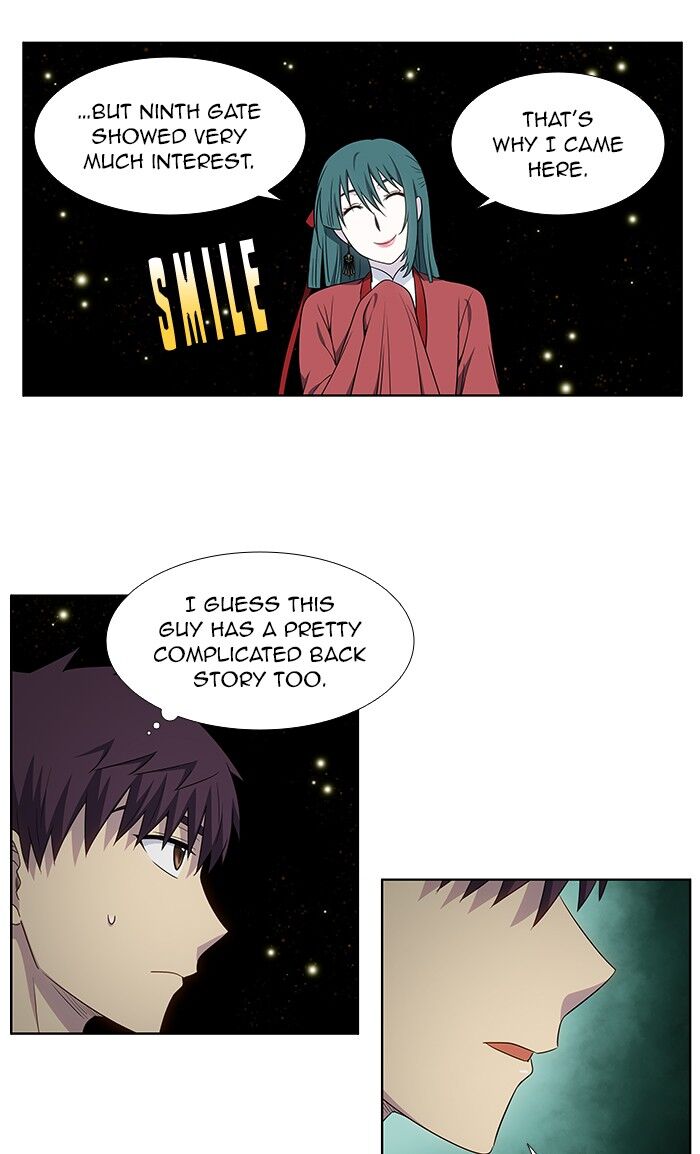 ...BUT NINTH GATE
SHOWED VERY
MUCH INTEREST.
THAT'S
WHY I CAME
HERE.
SMILE
I GUESS THIS
GUY HAS A PRETTY
COMPLICATED BACK
STORY TOO.